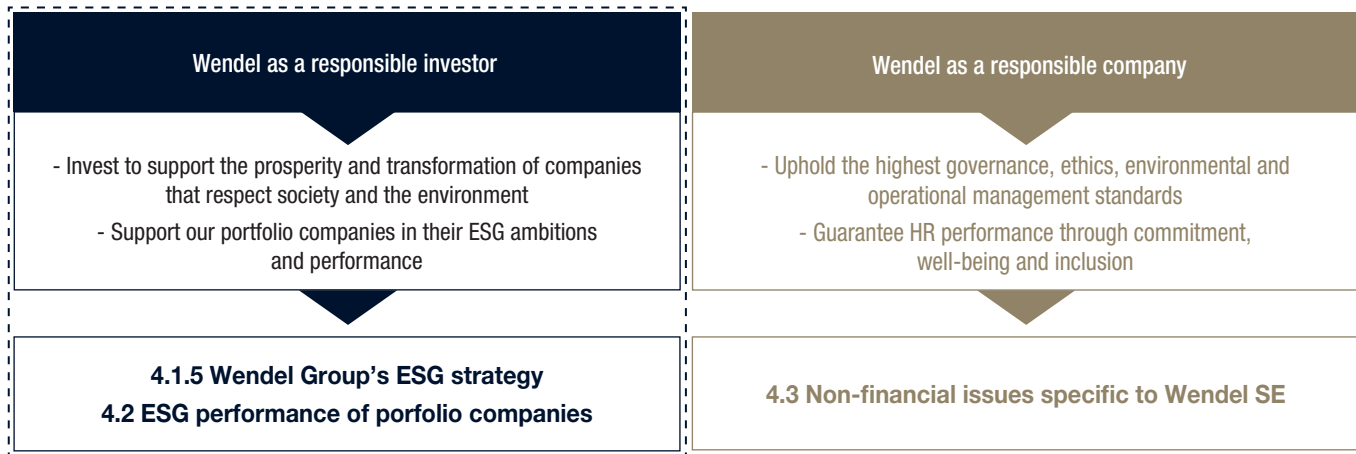 Wendel as a responsible investor
- Invest to support the prosperity and transformation of companies
that respect society and the environment
- Support our portfolio companies in their ESG ambitions
and performance
4.1.5 Wendel Group's ESG strategy
4.2 ESG performance of porfolio companies
Wendel as a responsible company
- Uphold the highest governance, ethics, environmental and
operational management standards
- Guarantee HR performance through commitment,
well-being and inclusion
4.3 Non-financial issues specific to Wendel SE